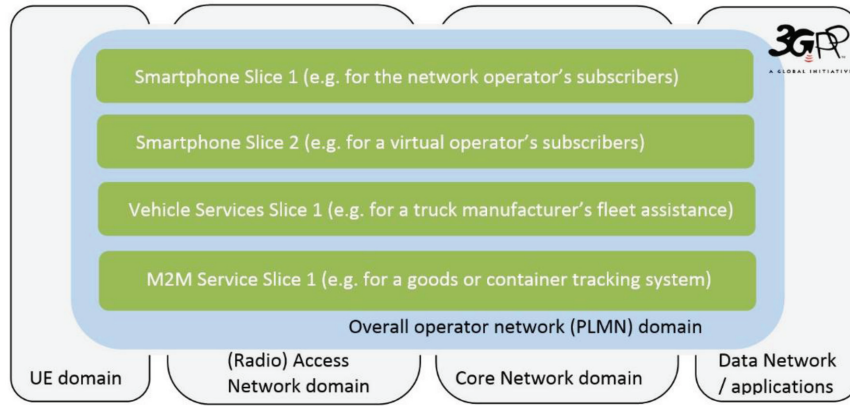 3GPP
A GLOBAL INITIATIVE
Smartphone Slice 1 (e.g. for the network operator’s subscribers)
Smartphone Slice 2 (e.g. for a virtual operator’s subscribers)
Vehicle Services Slice 1 (e.g. for a truck manufacturer’s fleet assistance)
M2M Service Slice 1 (e.g. for a goods or container tracking system)
Overall operator network (PLMN) domain
UE domain
(Radio) Access
Network domain
Core Network domain
Data Network
/ applications